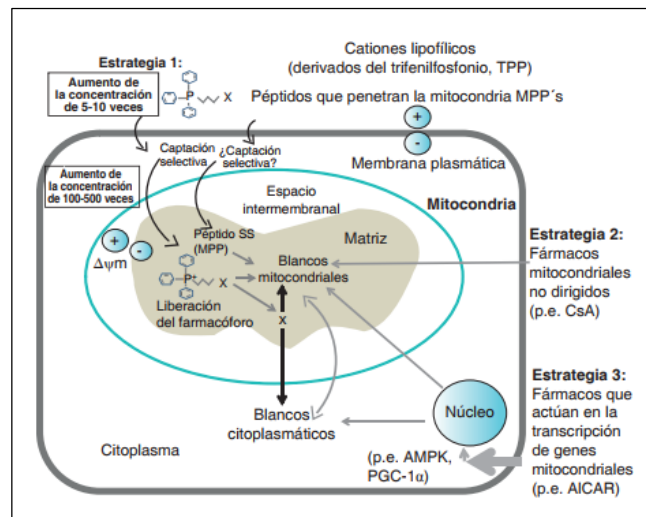 Estrategia 1:
Aumento de
la concentración
de 5-10 veces
P
X
Cationes lipofílicos
(derivados del trifenilfosfonio, TPP)
Péptidos que penetran la mitocondria MPP´s
+
-
Membrana plasmática
Captación
selectiva
¿Captación
selectiva?
Aumento de
la concentración
de 100-500 veces
Espacio
intermembranal
Mitocondria
+
-
Δψm
Péptido SS
(MPP)
Matriz
Blancos
mitocondriales
P+
X
Liberación
del farmacóforo
X
Blancos
citoplasmáticos
Citoplasma
Núcleo
(p.e. AMPK,
PGC-1α)
Estrategia 2:
Fármacos
mitocondriales
no dirigidos
(p.e. CsA)
Estrategia 3:
Fármacos que
actúan en la
transcripción
de genes
mitocondriales
(p.e. AICAR)